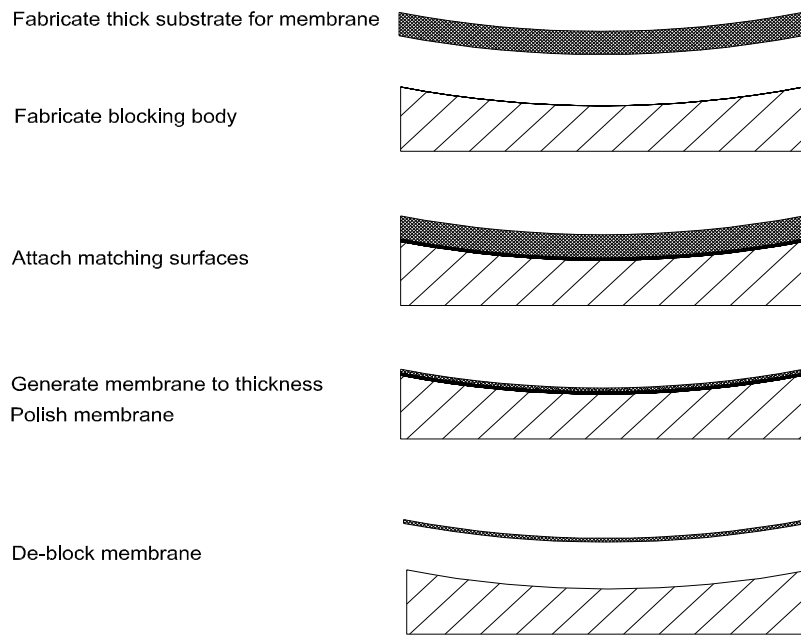 Fabricate thick substrate for membrane
Fabricate blocking body
Attach matching surfaces
Generate membrane to thickness
Polish membrane
De-block membrane